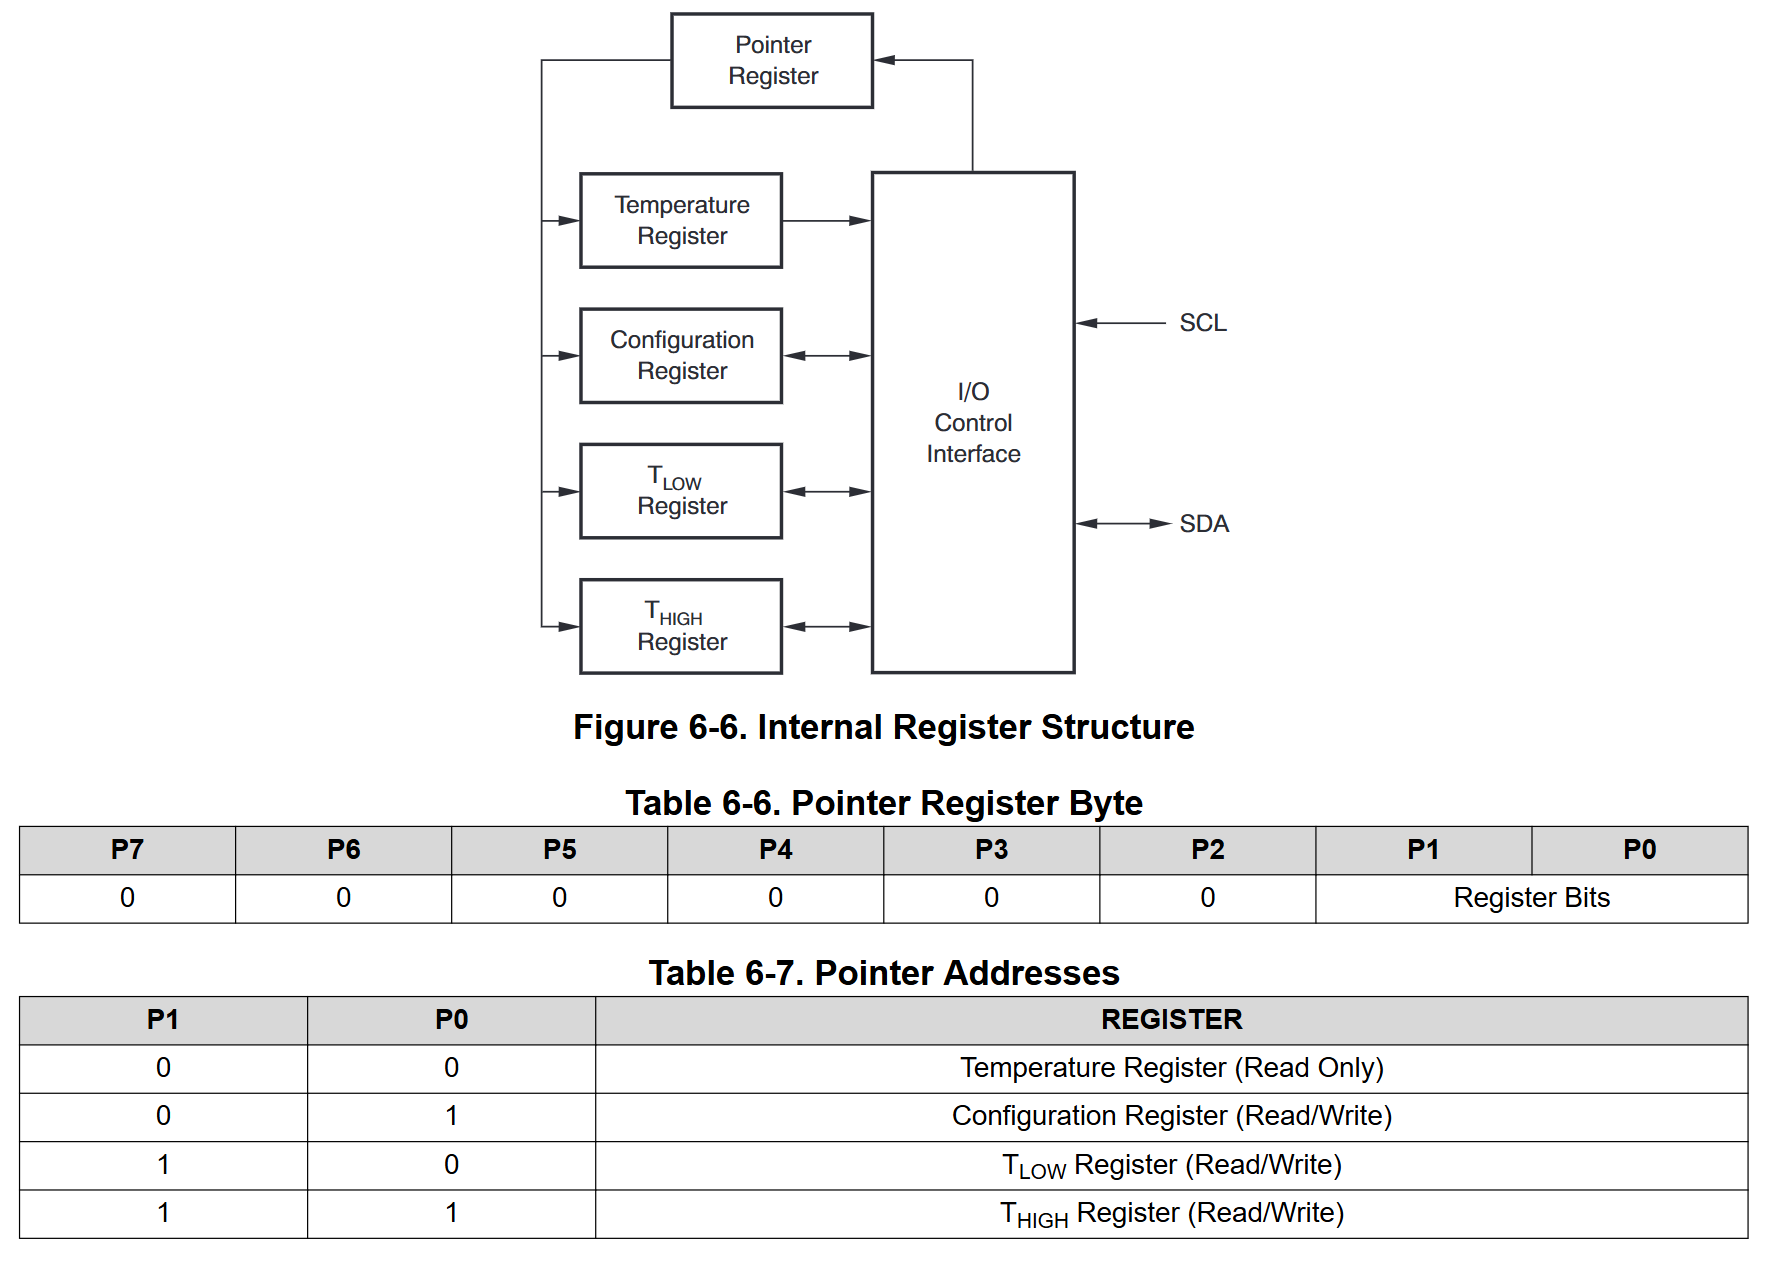 Pointer
Register
Temperature
Register
Configuration
Register
TLOW
Register
THIGH
Register
I/O
Control
Interface
SCL
SDA
Figure 6-6. Internal Register Structure
Table 6-6. Pointer Register Byte
P7 P6 P5 P4 P3 P2 P1 P0
0 0 0 0 0 0 Register Bits
Table 6-7. Pointer Addresses
P1 P0 REGISTER
0 0 Temperature Register (Read Only)
0 1 Configuration Register (Read/Write)
1 0 TLOW Register (Read/Write)
1 1 THIGH Register (Read/Write)